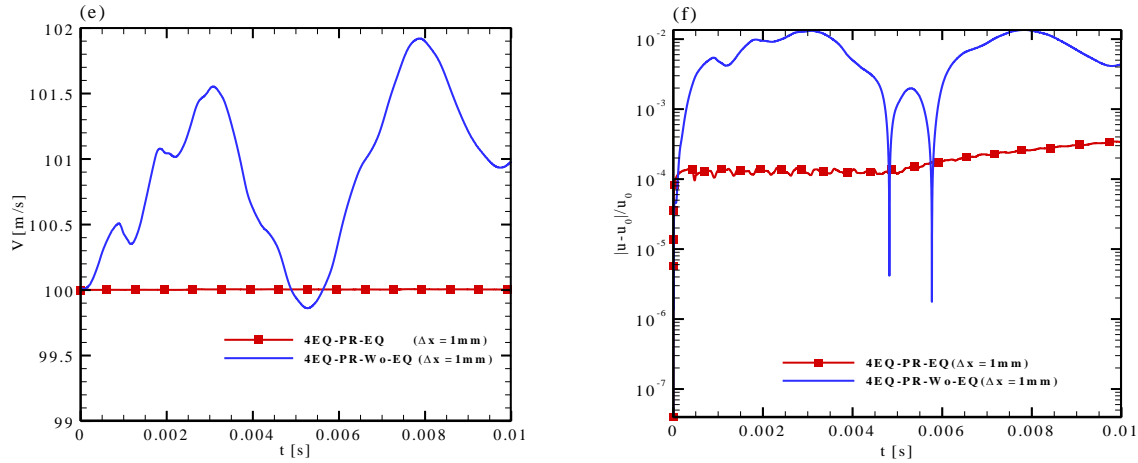 (e)
102
101.5
101
100.5
100
99.5
99
V [m/s]
0
0.002
0.004
0.006
0.008
0.01
t [s]
4EQ-PR-EQ (Δx = 1mm)
4EQ-PR-Wo-EQ (Δx = 1mm)
(f)
10⁻²
10⁻³
10⁻⁴
10⁻⁵
10⁻⁶
10⁻⁷
|u-u₀|/u₀
0
0.002
0.004
0.006
0.008
0.01
t [s]
4EQ-PR-EQ (Δx = 1mm)
4EQ-PR-Wo-EQ (Δx = 1mm)